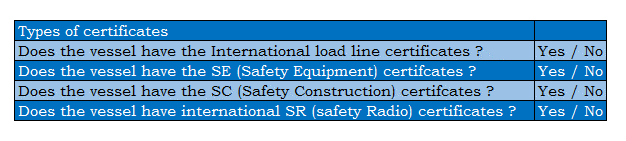 Types of certificates
Does the vessel have the International load line certificates ? Yes / No
Does the vessel have the SE (Safety Equipment) certifcates ? Yes / No
Does the vessel have the SC (Safety Construction) certifcates ? Yes / No
Does the vessel have international SR (safety Radio) certificates ? Yes / No